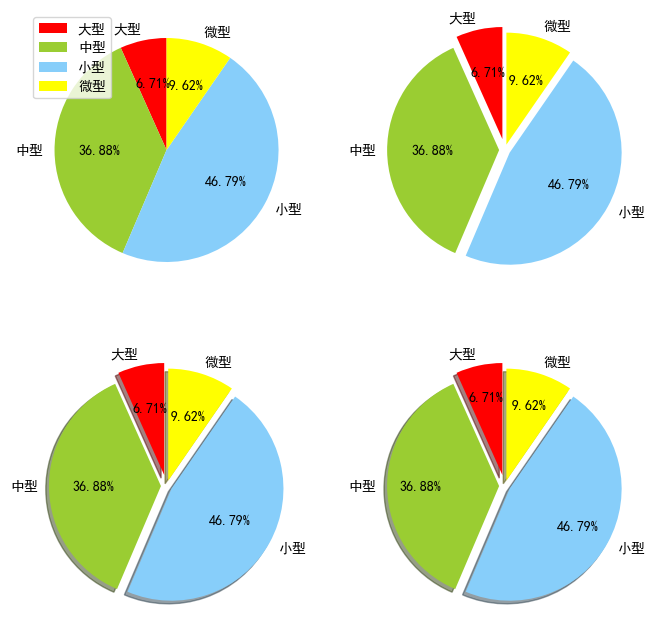 大型
中型
小型
微型
大型
微型
6.71%
9.62%
中型
36.88%
46.79%
小型
大型
微型
6.71%
9.62%
中型
36.88%
46.79%
小型
大型
微型
6.71%
9.62%
中型
36.88%
46.79%
小型
大型
微型
6.71%
9.62%
中型
36.88%
46.79%
小型